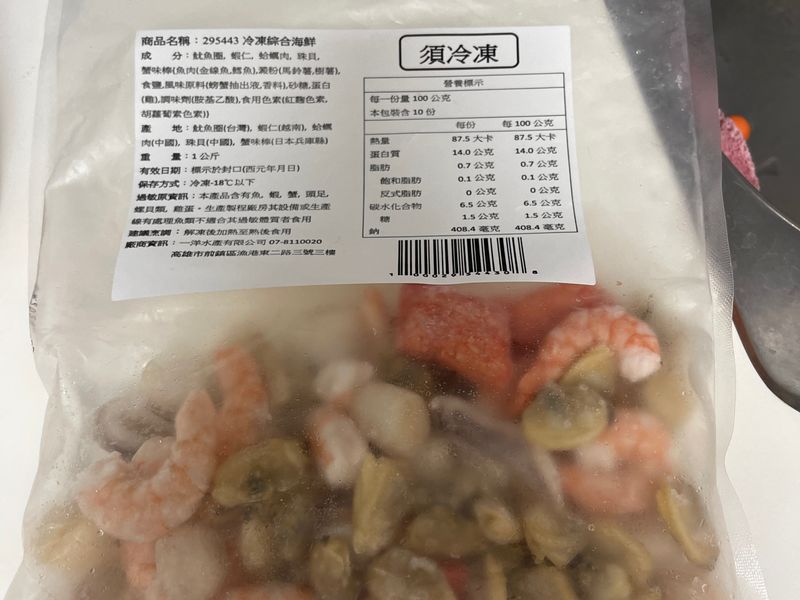 商品名稱：295443 冷凍綜合海鮮
成　分：魷魚圈, 蝦仁, 蛤蠣肉, 珠貝,
蟹味棒(魚肉(金線魚,鱈魚),澱粉(馬鈴薯,樹薯),
食鹽,風味原料(螃蟹抽出液,香料),砂糖,蛋白
(雞),調味劑(胺基乙酸),食用色素(紅麴色素,
胡蘿蔔素色素))
產　地：魷魚圈(台灣), 蝦仁(越南), 蛤蠣
肉(中國), 珠貝(中國), 蟹味棒(日本兵庫縣)
重　量：1 公斤
有效日期：標示於封口(西元年月日)
保存方式：冷凍-18℃以下
過敏原資訊：本產品含有魚, 蝦, 蟹, 頭足,
螺貝類, 雞蛋。生產製程廠房其設備或生產
線有處理魚類不適合其過敏體質者食用
建議烹調：解凍後加熱至熟後食用
廠商資訊：一洋水產有限公司 07-8110020
高雄市前鎮區漁港東二路三號三樓
須冷凍
營養標示
每一份量 100 公克
本包裝含 10 份
每份 每 100 公克
熱量 87.5 大卡 87.5 大卡
蛋白質 14.0 公克 14.0 公克
脂肪 0.7 公克 0.7 公克
飽和脂肪 0.1 公克 0.1 公克
反式脂肪 0 公克 0 公克
碳水化合物 6.5 公克 6.5 公克
糖 1.5 公克 1.5 公克
鈉 408.4 毫克 408.4 毫克